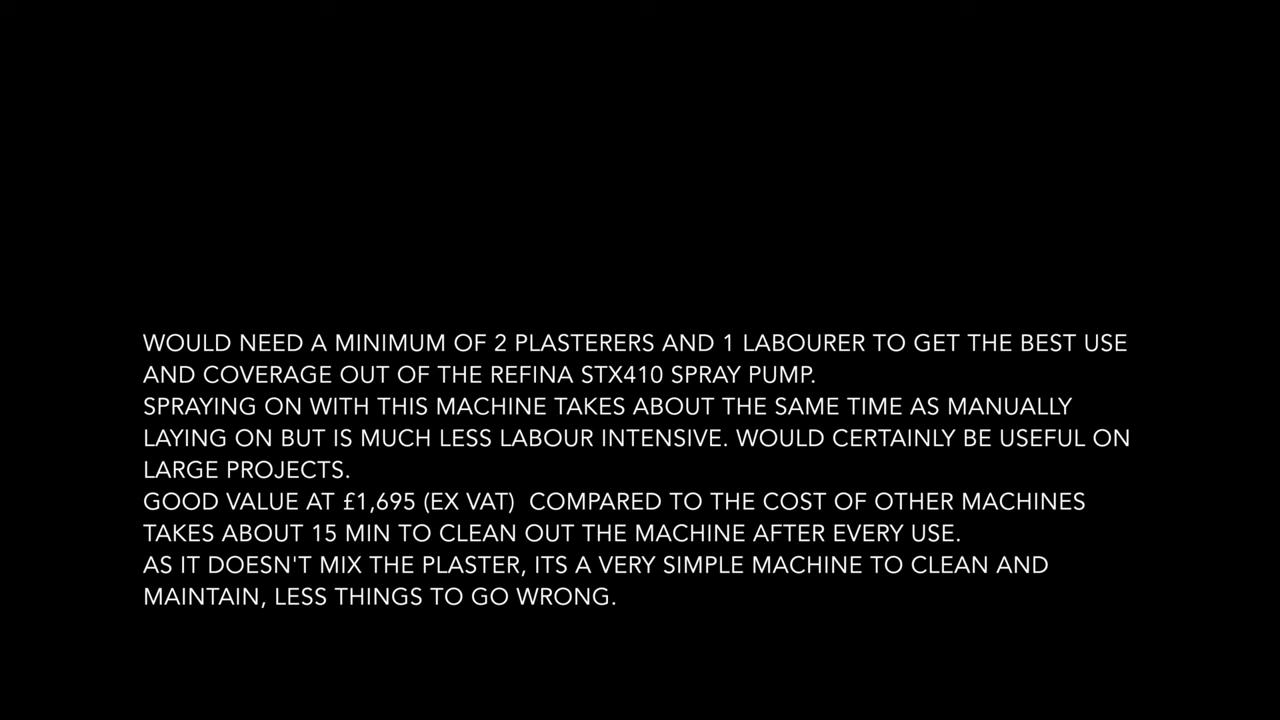 WOULD NEED A MINIMUM OF 2 PLASTERERS AND 1 LABOURER TO GET THE BEST USE
AND COVERAGE OUT OF THE REFINA STX410 SPRAY PUMP.
SPRAYING ON WITH THIS MACHINE TAKES ABOUT THE SAME TIME AS MANUALLY
LAYING ON BUT IS MUCH LESS LABOUR INTENSIVE. WOULD CERTAINLY BE USEFUL ON
LARGE PROJECTS.
GOOD VALUE AT £1,695 (EX VAT)  COMPARED TO THE COST OF OTHER MACHINES
TAKES ABOUT 15 MIN TO CLEAN OUT THE MACHINE AFTER EVERY USE.
AS IT DOESN'T MIX THE PLASTER, ITS A VERY SIMPLE MACHINE TO CLEAN AND
MAINTAIN, LESS THINGS TO GO WRONG.